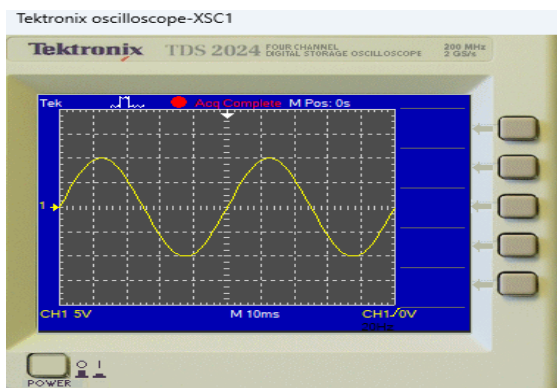 Tektronix oscilloscope-XSC1
Tektronix TDS 2024 FOUR CHANNEL DIGITAL STORAGE OSCILLOSCOPE 200 MHz 2 GS/s
Tek Acq Complete M Pos: 0s
1
CH1 5V M 10ms CH1/0V
20Hz
POWER